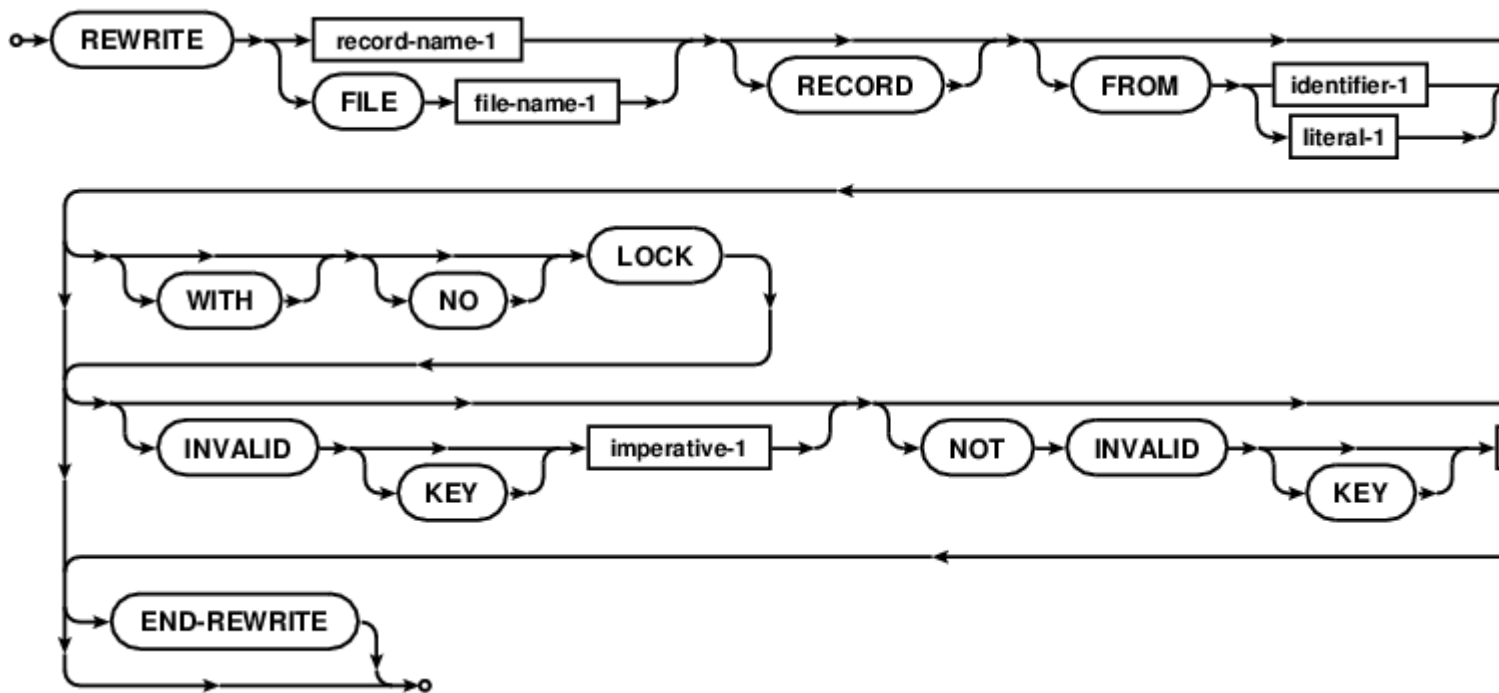 REWRITE record-name-1
FILE file-name-1 RECORD FROM identifier-1
literal-1
LOCK
WITH NO
INVALID imperative-1 NOT INVALID
KEY KEY
END-REWRITE